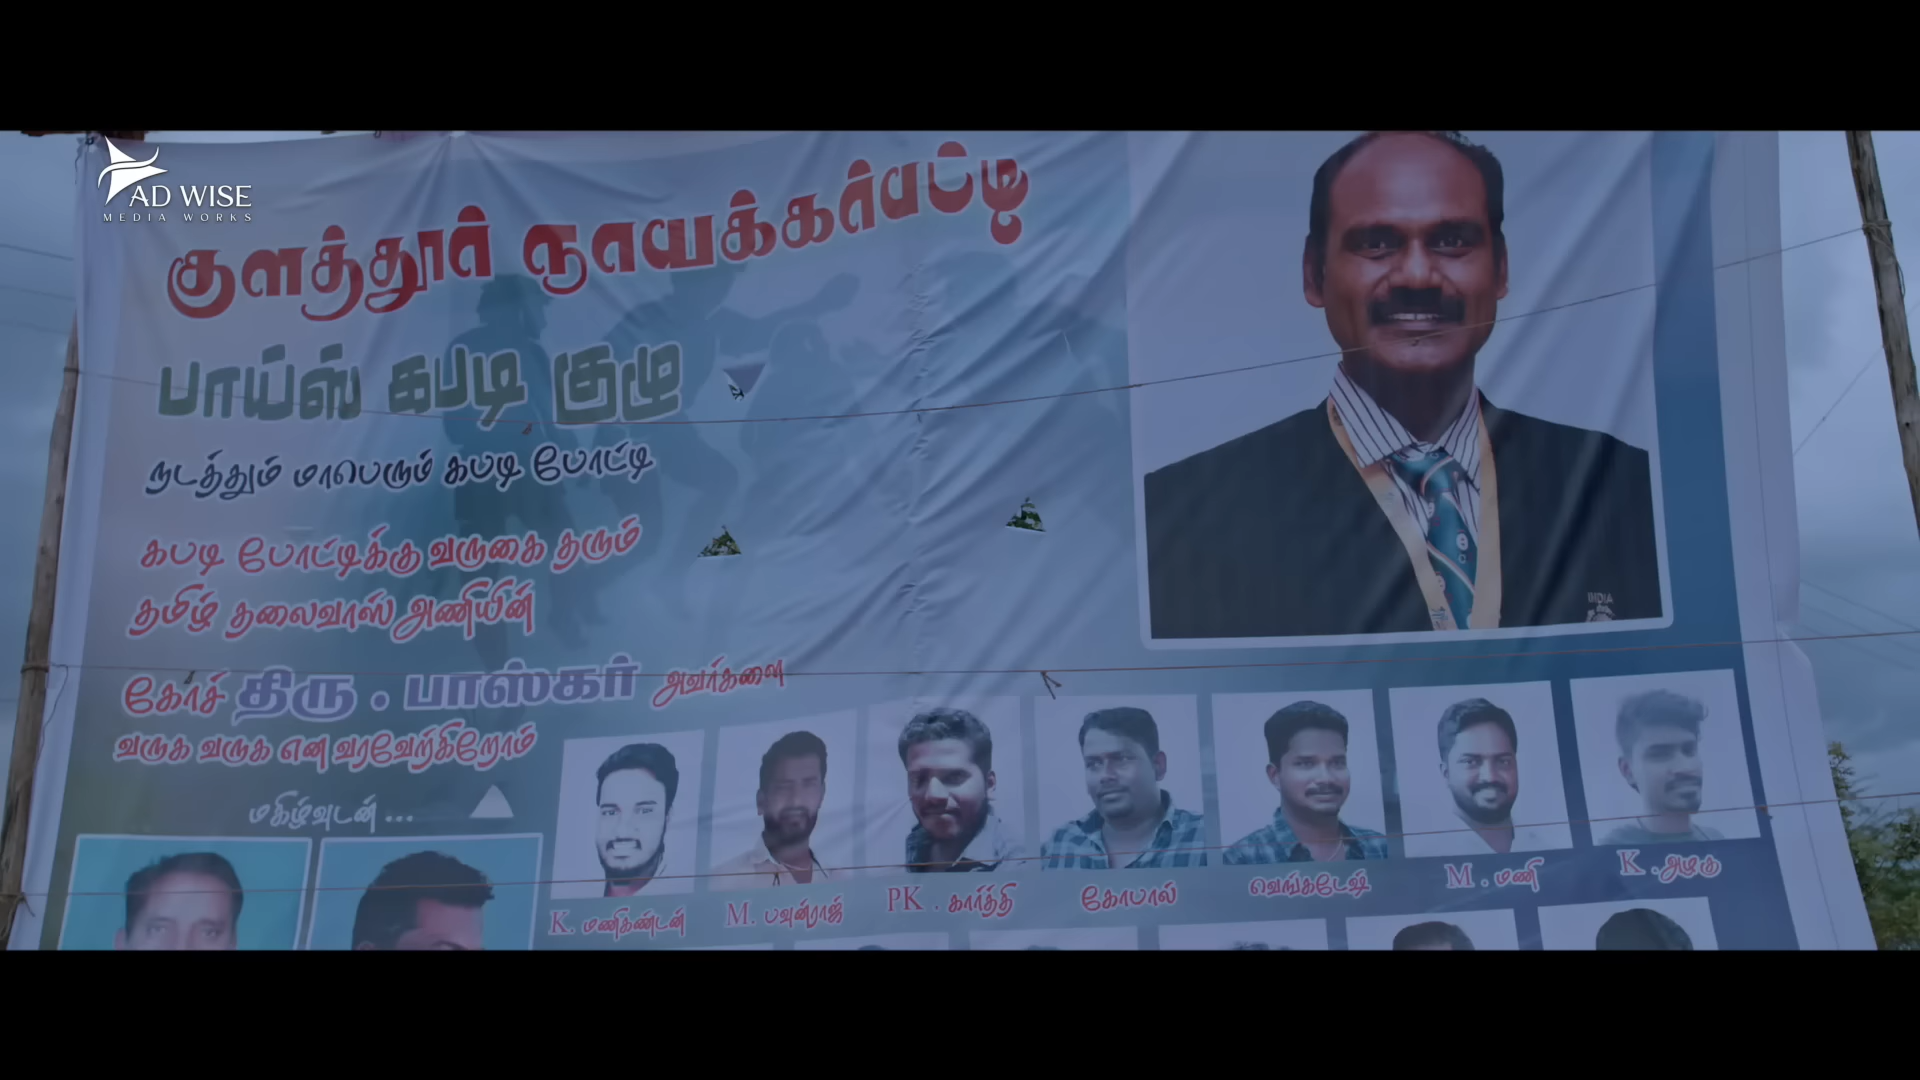 AD WISE
MEDIA WORKS
குளத்தூர் நாயக்கர்பட்டி
பாய்ஸ் கபடி குழு
நடத்தும் மாபெரும் கபடி போட்டி
கபடி போட்டிக்கு வருகை தரும்
தமிழ் தலைவாஸ் அணியின்
கோச் திரு . பாஸ்கர் அவர்களை
வருக வருக என வரவேற்கிறோம்
மகிழ்வுடன் ...
INDIA
K. மணிகண்டன்
M. பவுன்ராஜ்
PK . கார்த்தி
கோபால்
வெங்கடேஷ்
M . மணி
K . அழகு